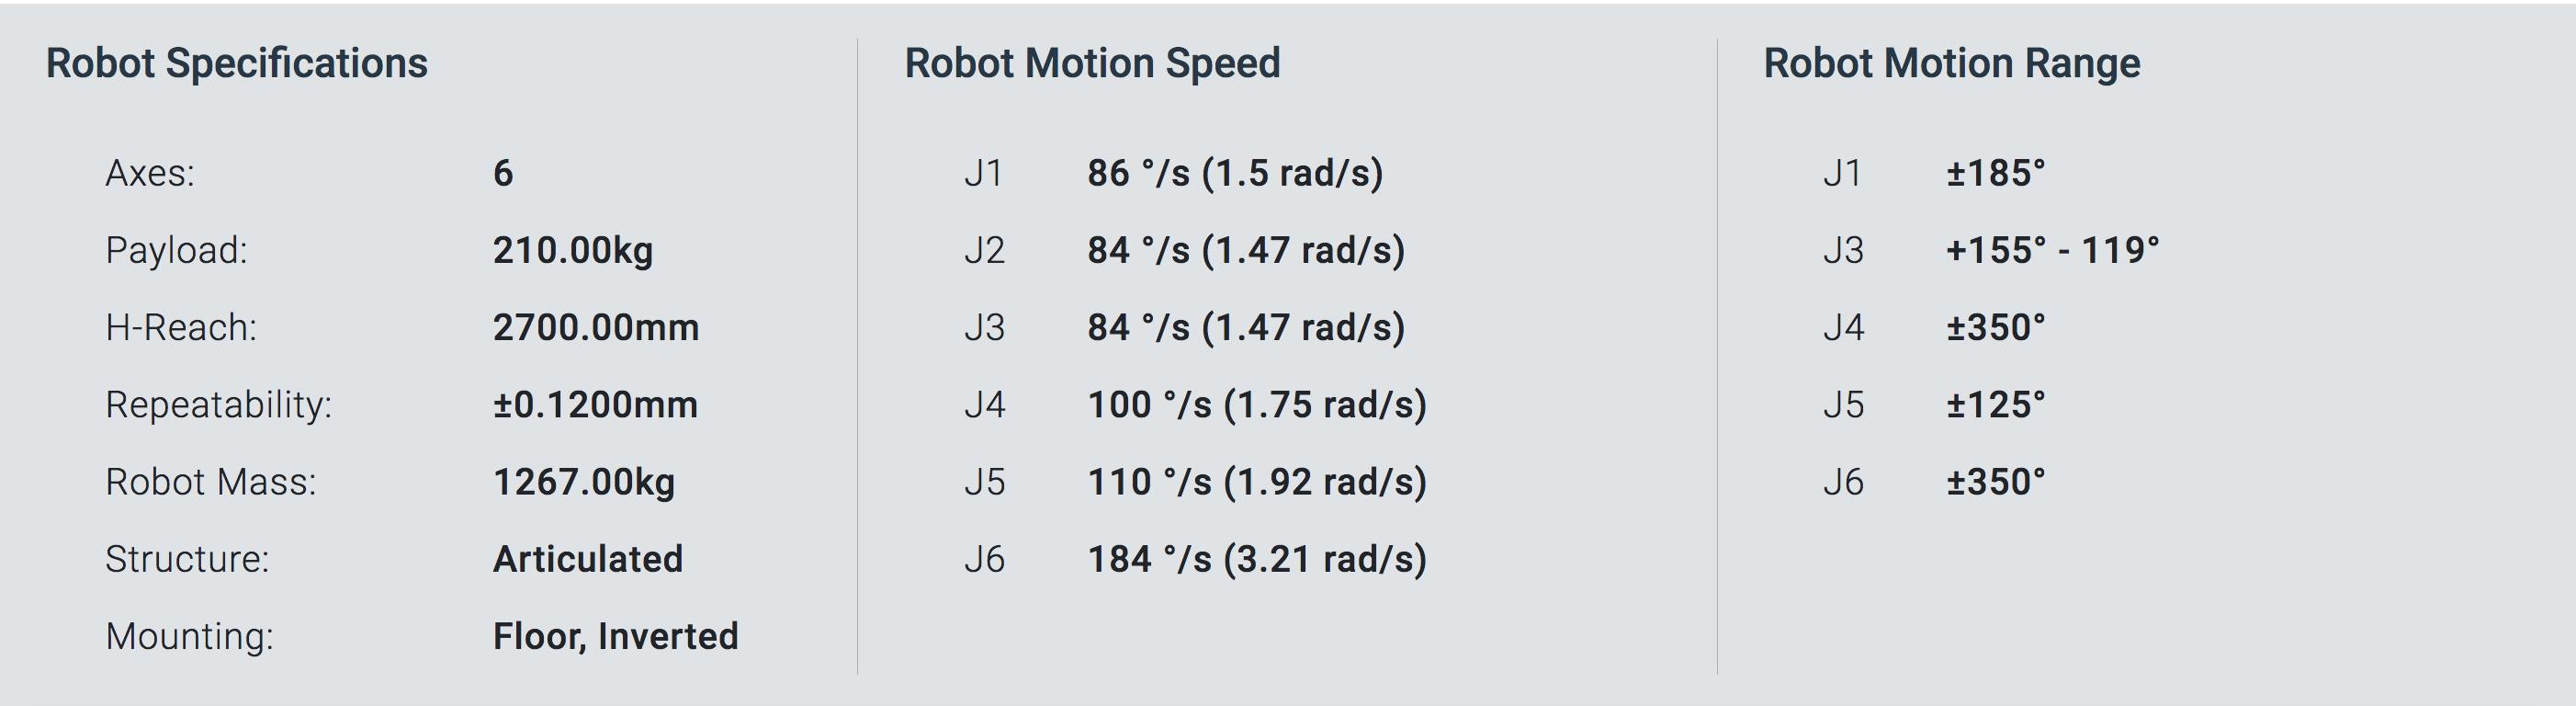 Robot Specifications
Axes: 6
Payload: 210.00kg
H-Reach: 2700.00mm
Repeatability: ±0.1200mm
Robot Mass: 1267.00kg
Structure: Articulated
Mounting: Floor, Inverted
Robot Motion Speed
J1 86 °/s (1.5 rad/s)
J2 84 °/s (1.47 rad/s)
J3 84 °/s (1.47 rad/s)
J4 100 °/s (1.75 rad/s)
J5 110 °/s (1.92 rad/s)
J6 184 °/s (3.21 rad/s)
Robot Motion Range
J1 ±185°
J3 +155° - 119°
J4 ±350°
J5 ±125°
J6 ±350°